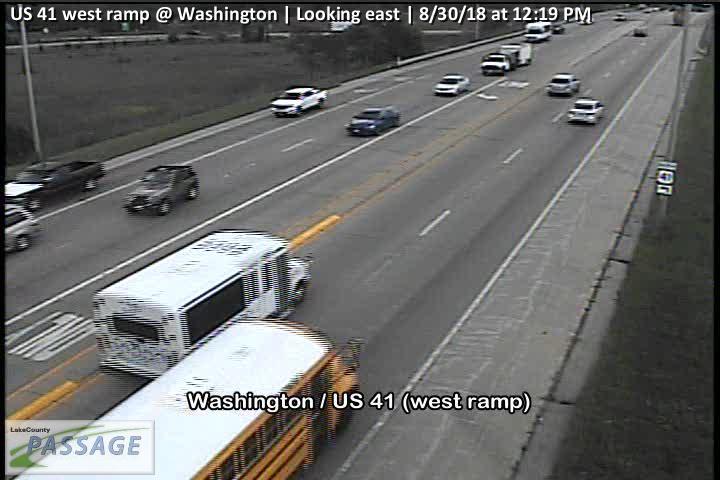 US 41 west ramp @ Washington | Looking east | 8/30/18 at 12:19 PM
41
Washington / US 41 (west ramp)
LakeCounty
PASSAGE